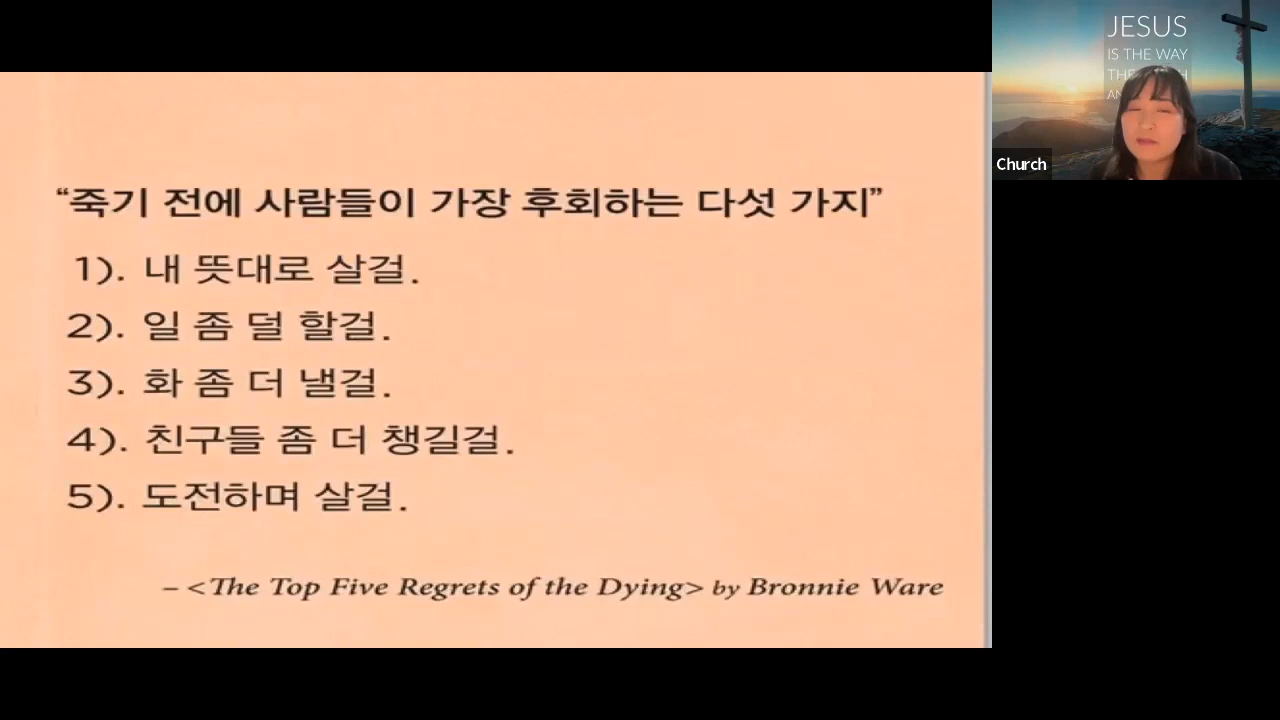 “죽기 전에 사람들이 가장 후회하는 다섯 가지”
1). 내 뜻대로 살걸.
2). 일 좀 덜 할걸.
3). 화 좀 더 낼걸.
4). 친구들 좀 더 챙길걸.
5). 도전하며 살걸.
– <The Top Five Regrets of the Dying> by Bronnie Ware
JESUS
IS THE WAY
Church